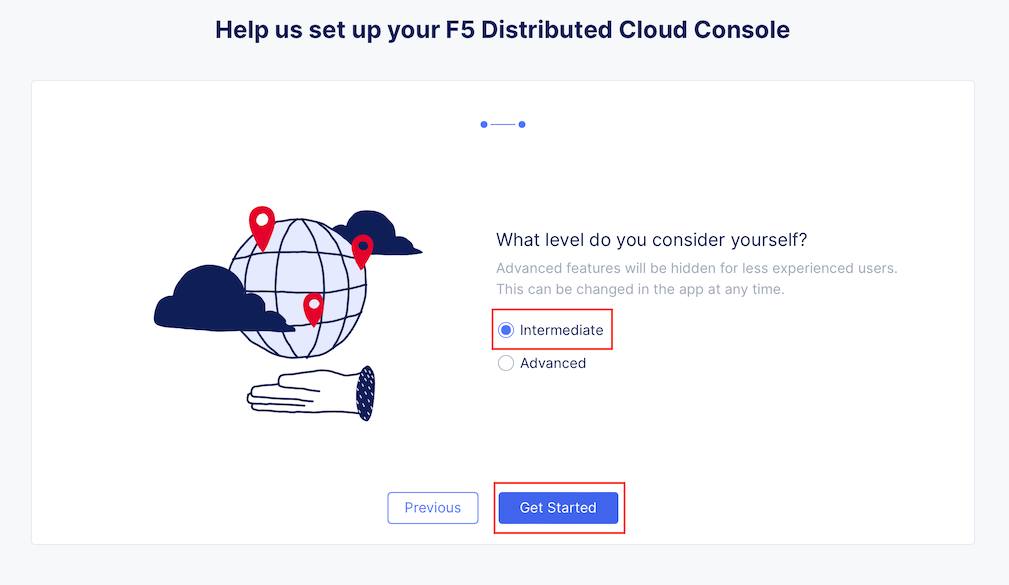 Help us set up your F5 Distributed Cloud Console
What level do you consider yourself?
Advanced features will be hidden for less experienced users.
This can be changed in the app at any time.
Intermediate
Advanced
Previous
Get Started